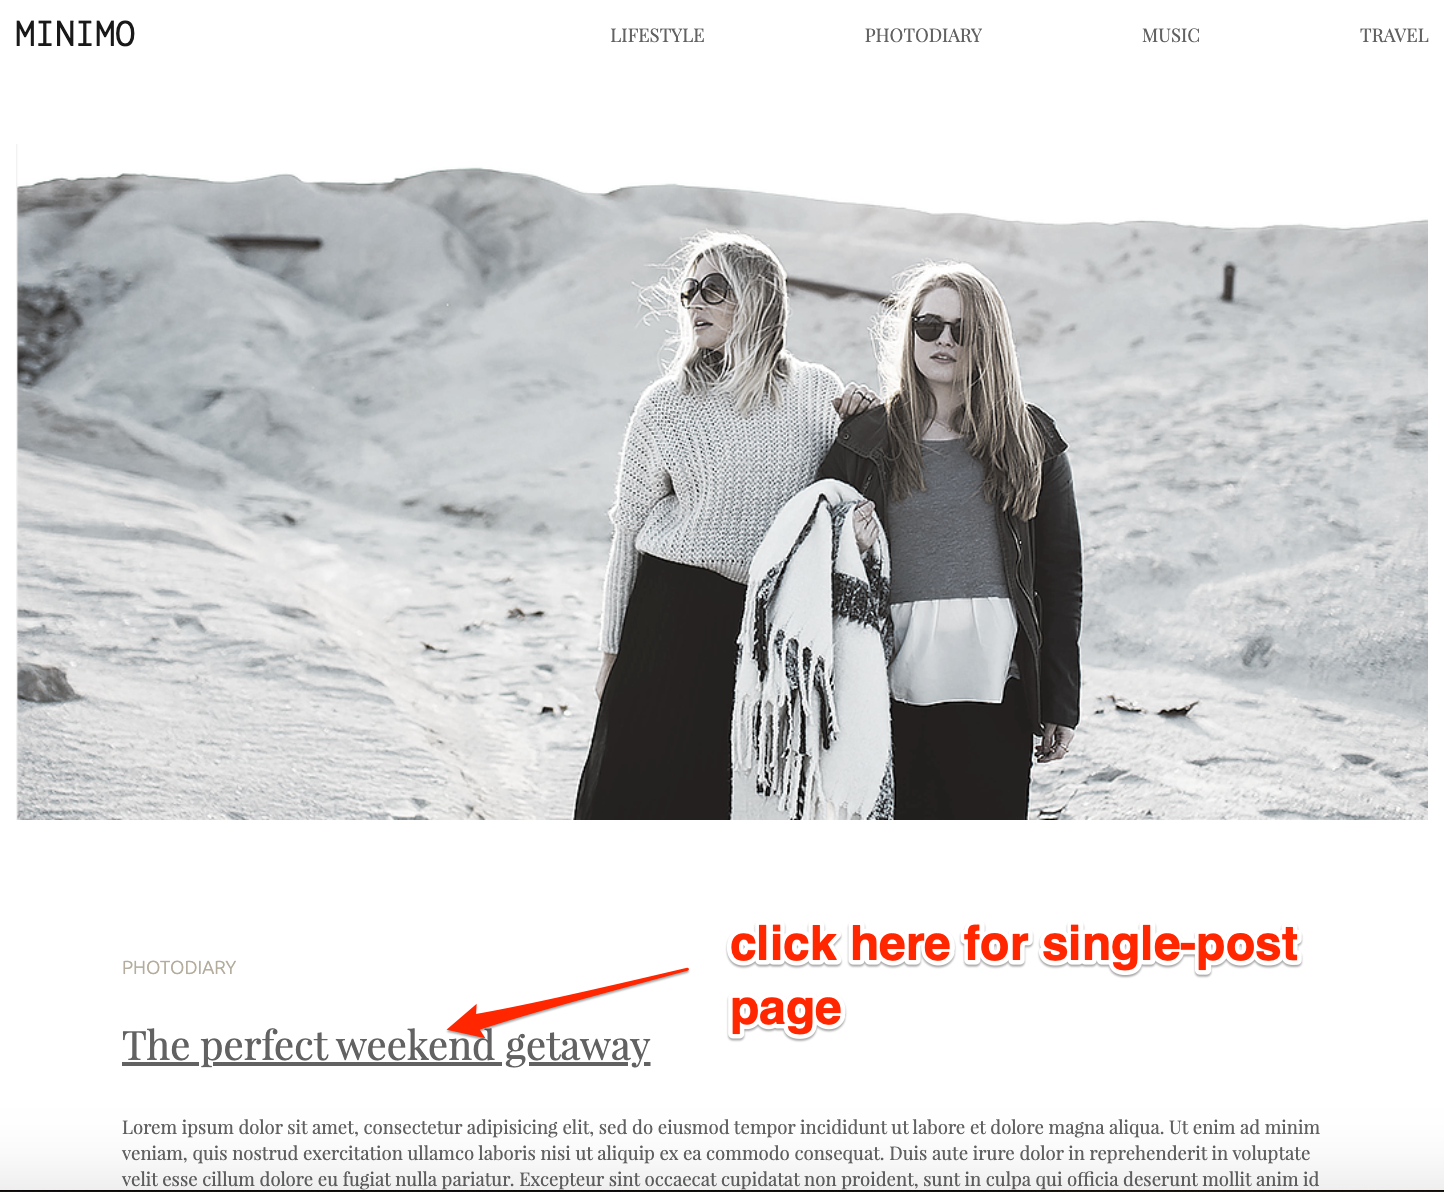 MINIMO
LIFESTYLE
PHOTODIARY
MUSIC
TRAVEL
click here for single-post
page
PHOTODIARY
The perfect weekend getaway
Lorem ipsum dolor sit amet, consectetur adipisicing elit, sed do eiusmod tempor incididunt ut labore et dolore magna aliqua. Ut enim ad minim
veniam, quis nostrud exercitation ullamco laboris nisi ut aliquip ex ea commodo consequat. Duis aute irure dolor in reprehenderit in voluptate
velit esse cillum dolore eu fugiat nulla pariatur. Excepteur sint occaecat cupidatat non proident, sunt in culpa qui officia deserunt mollit anim id